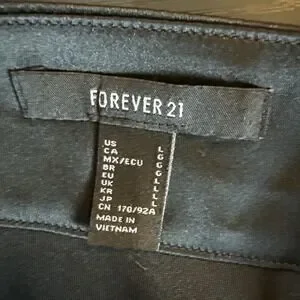 FOREVER 21
US L
CA G
MX/ECU G
BR G
EU L
UK L
KR L
JP L
CN 170/92A
MADE IN
VIETNAM